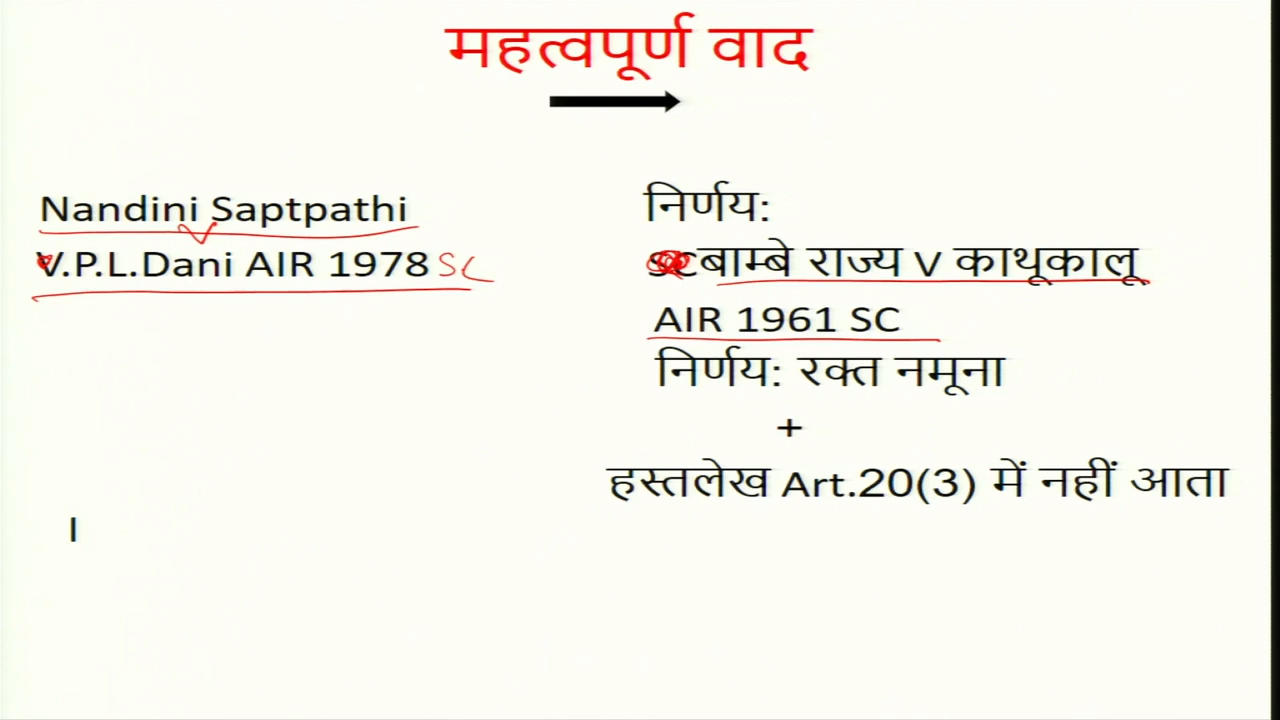 महत्वपूर्ण वाद
Nandini Saptpathi
V.P.L.Dani AIR 1978 SC
निर्णय:
बाम्बे राज्य V काथूकालू
AIR 1961 SC
निर्णय: रक्त नमूना
+
हस्तलेख Art.20(3) में नहीं आता
।